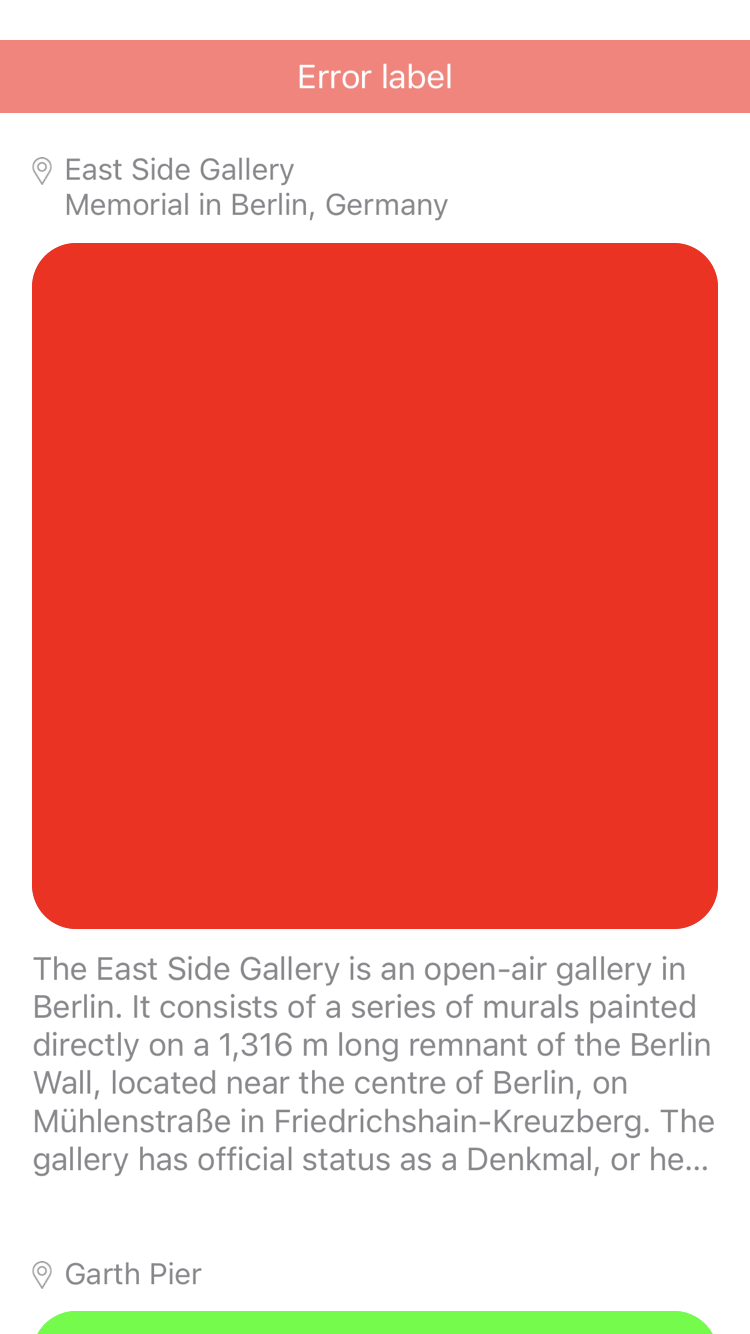 Error label
East Side Gallery
Memorial in Berlin, Germany
The East Side Gallery is an open-air gallery in
Berlin. It consists of a series of murals painted
directly on a 1,316 m long remnant of the Berlin
Wall, located near the centre of Berlin, on
Mühlenstraße in Friedrichshain-Kreuzberg. The
gallery has official status as a Denkmal, or he...
Garth Pier